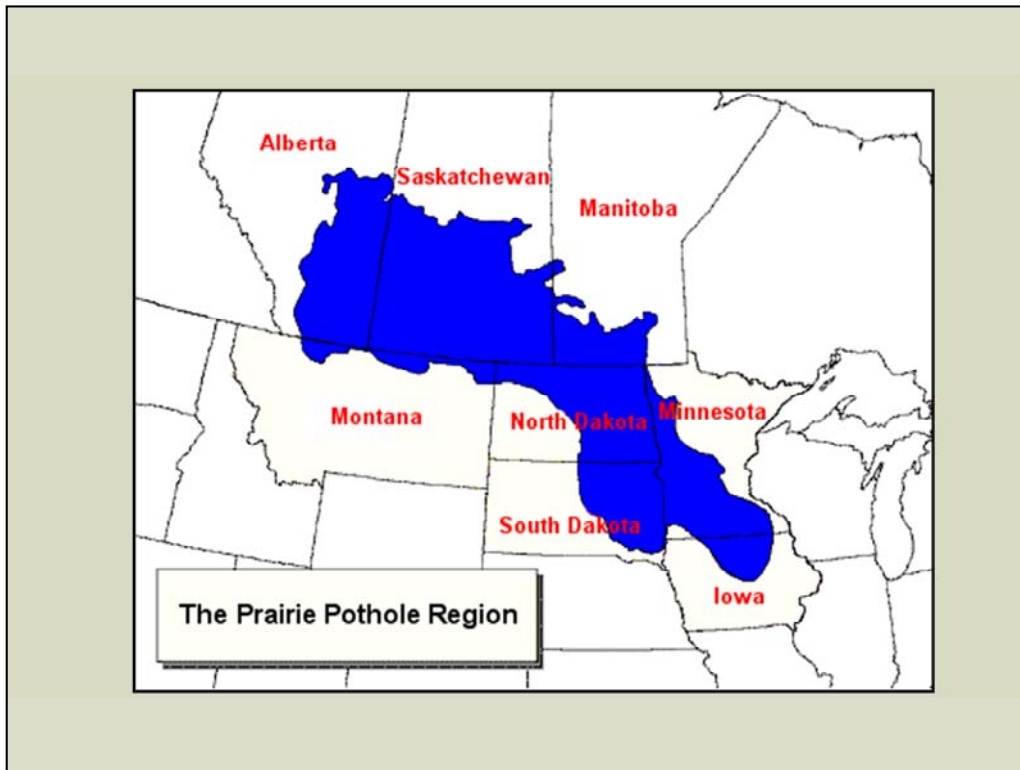 Alberta
Saskatchewan
Manitoba
Montana
North Dakota
Minnesota
South Dakota
Iowa
The Prairie Pothole Region